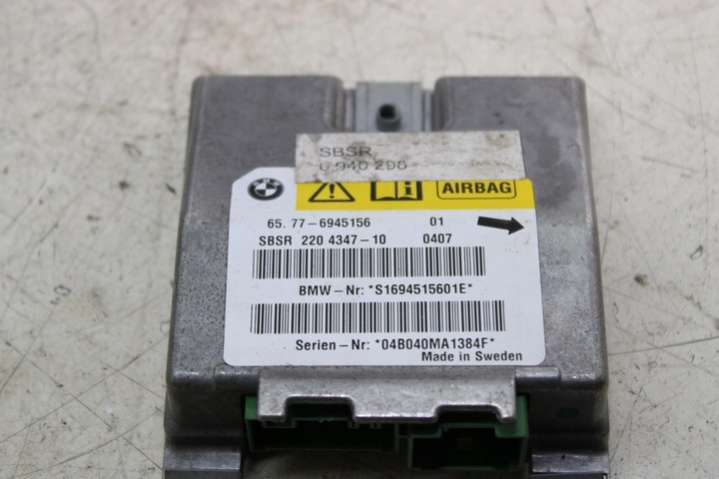 SBSR
6 940 298
AIRBAG
65.77-6945156 01
SBSR 220 4347-10 0407
BMW-Nr: *S1694515601E*
Serien-Nr: *04B040MA1384F*
Made in Sweden